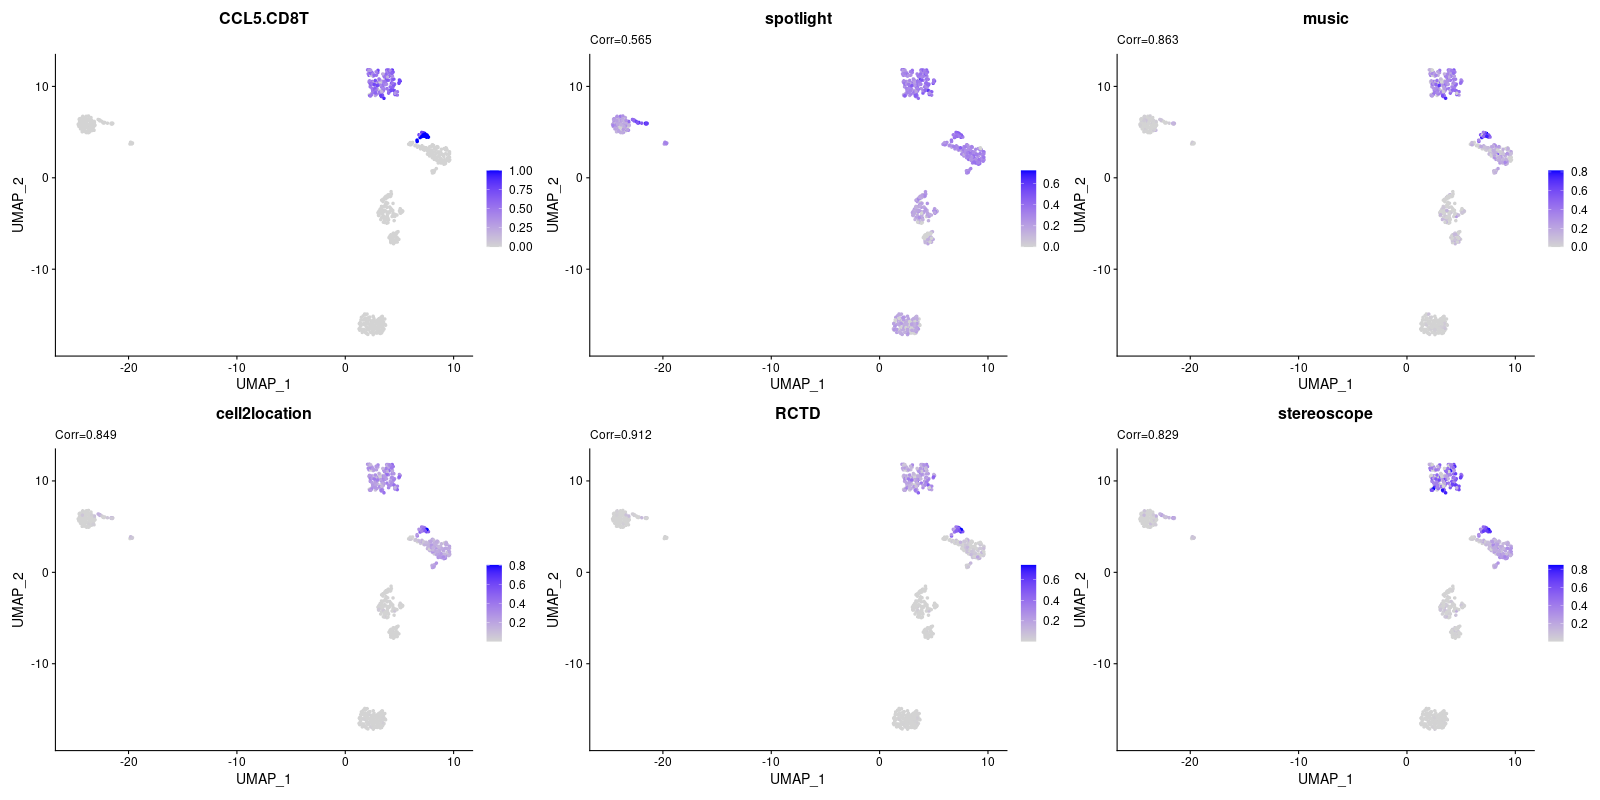 CCL5.CD8T
10
0
-10
UMAP_2
-20
-10
0
10
UMAP_1
1.00
0.75
0.50
0.25
0.00
spotlight
Corr=0.565
10
0
-10
UMAP_2
-20
-10
0
10
UMAP_1
0.6
0.4
0.2
0.0
music
Corr=0.863
10
0
-10
UMAP_2
-20
-10
0
10
UMAP_1
0.8
0.6
0.4
0.2
0.0
cell2location
Corr=0.849
10
0
-10
UMAP_2
-20
-10
0
10
UMAP_1
0.8
0.6
0.4
0.2
RCTD
Corr=0.912
10
0
-10
UMAP_2
-20
-10
0
10
UMAP_1
0.6
0.4
0.2
stereoscope
Corr=0.829
10
0
-10
UMAP_2
-20
-10
0
10
UMAP_1
0.8
0.6
0.4
0.2